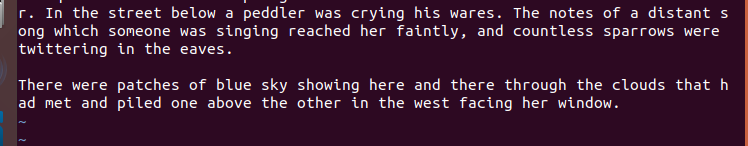 r. In the street below a peddler was crying his wares. The notes of a distant s
ong which someone was singing reached her faintly, and countless sparrows were
twittering in the eaves.

There were patches of blue sky showing here and there through the clouds that h
ad met and piled one above the other in the west facing her window.
~
~